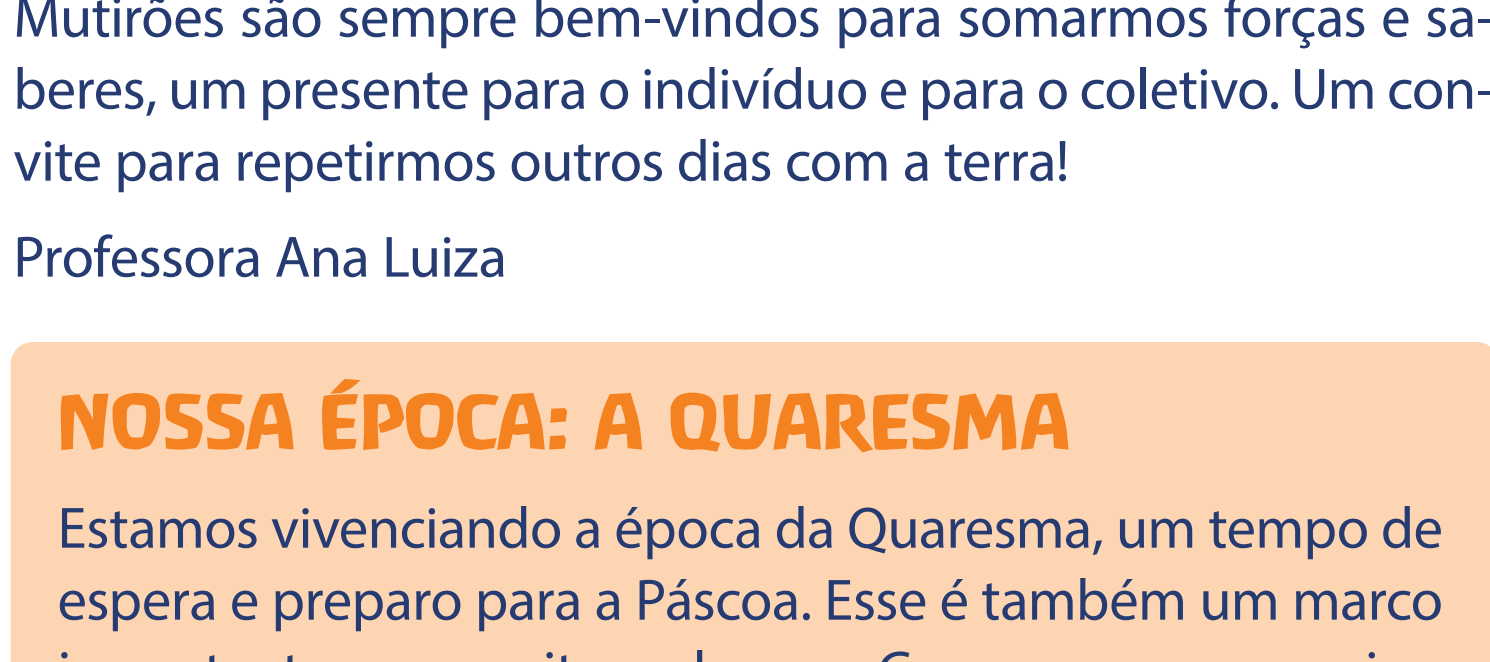 Mutirões são sempre bem-vindos para somarmos forças e sa-
beres, um presente para o indivíduo e para o coletivo. Um con-
vite para repetirmos outros dias com a terra!
Professora Ana Luiza
NOSSA ÉPOCA: A QUARESMA
Estamos vivenciando a época da Quaresma, um tempo de
espera e preparo para a Páscoa. Esse é também um marco